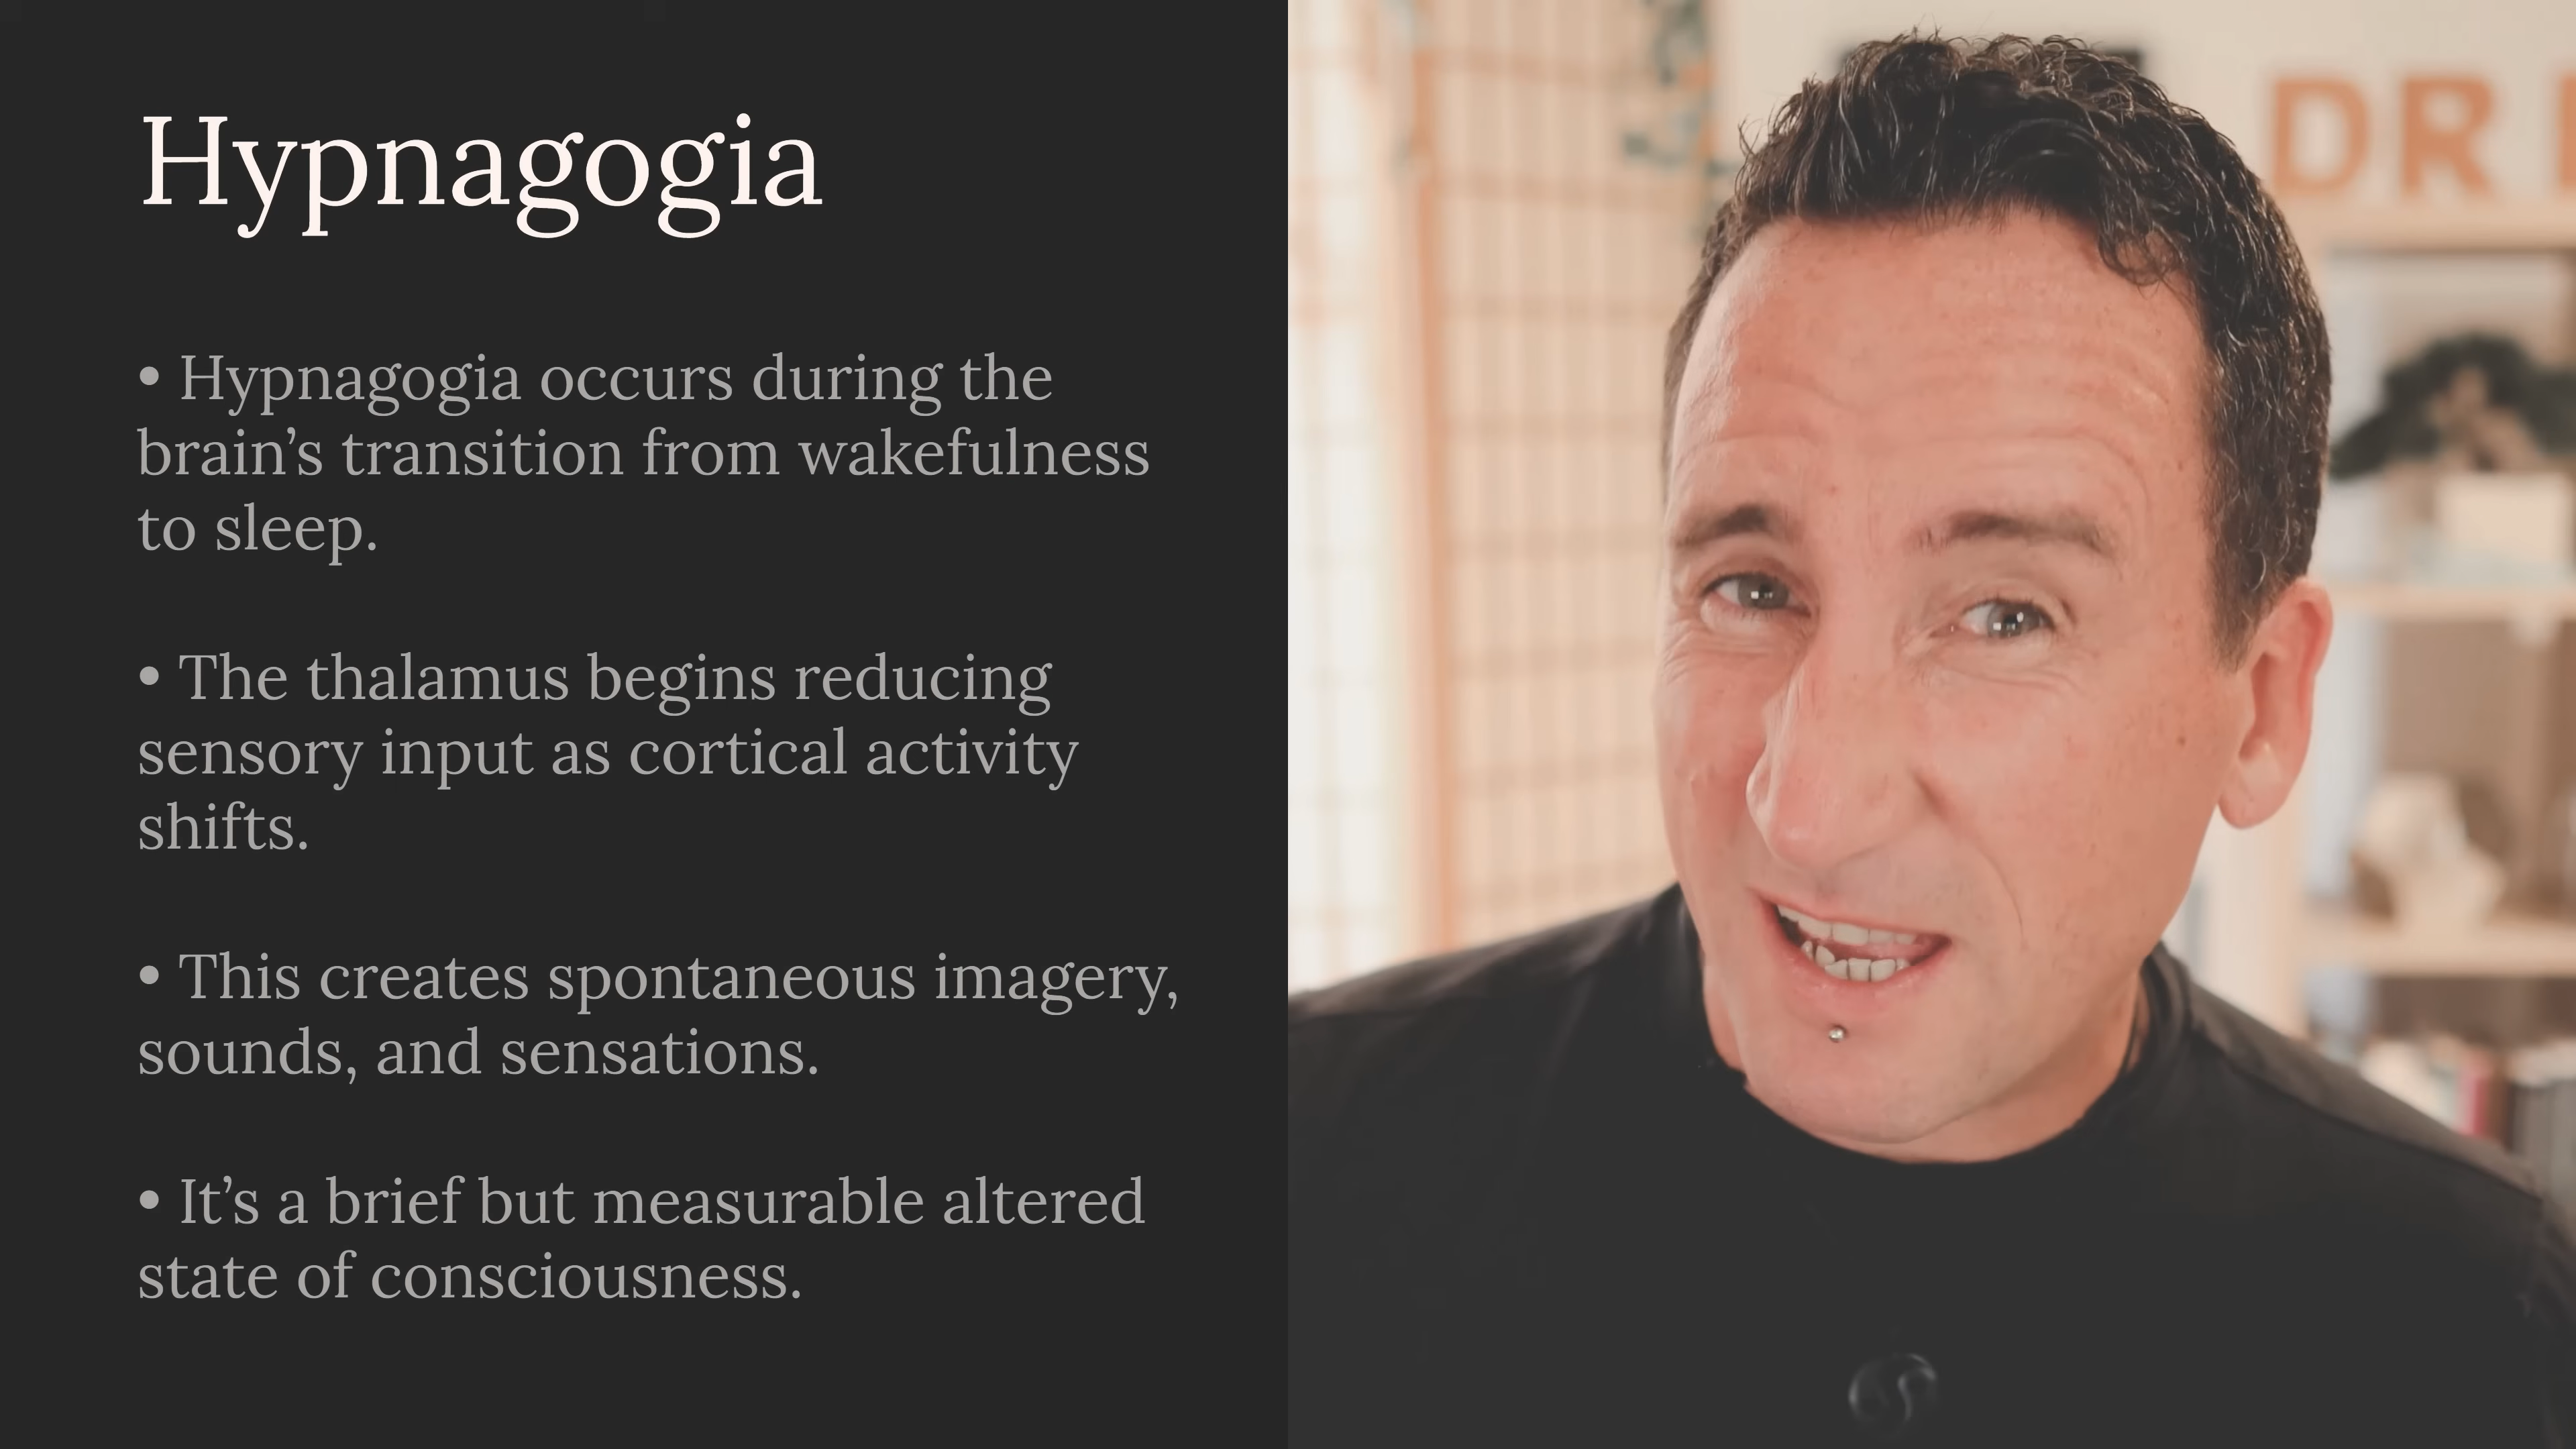 Hypnagogia
• Hypnagogia occurs during the
brain’s transition from wakefulness
to sleep.
• The thalamus begins reducing
sensory input as cortical activity
shifts.
• This creates spontaneous imagery,
sounds, and sensations.
• It’s a brief but measurable altered
state of consciousness.
DR